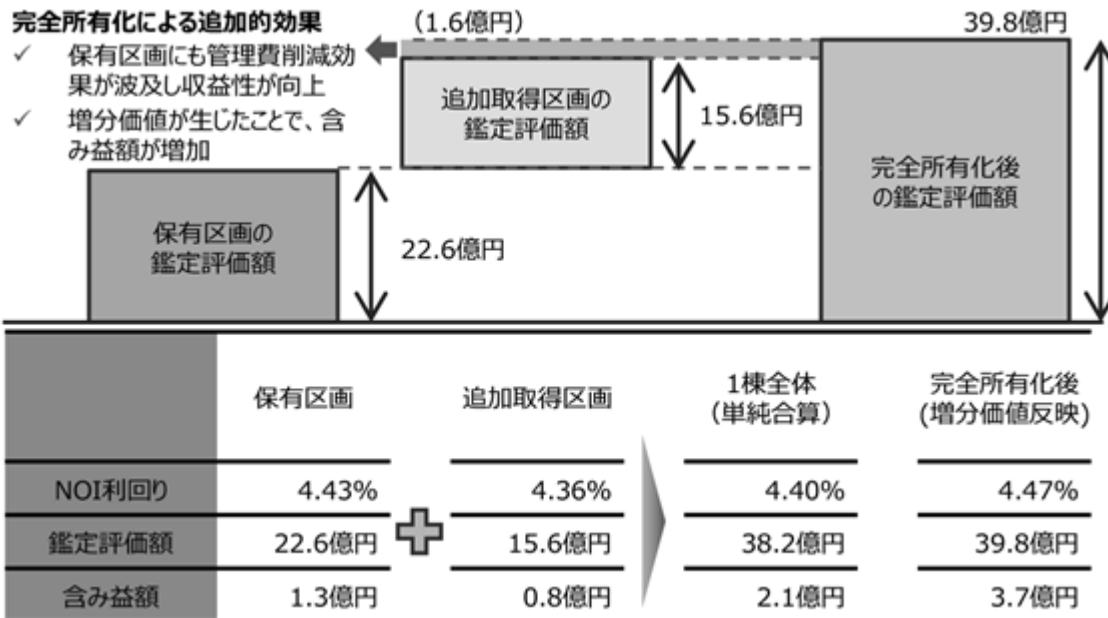 完全所有化による追加的効果
✓ 保有区画にも管理費削減効
果が波及し収益性が向上
✓ 増分価値が生じたことで、含
み益額が増加
(1.6億円)
39.8億円
追加取得区画の
鑑定評価額
15.6億円
完全所有化後
の鑑定評価額
保有区画の
鑑定評価額
22.6億円
保有区画 追加取得区画 1棟全体 完全所有化後
(単純合算) (増分価値反映)
NOI利回り 4.43% 4.36% 4.40% 4.47%
鑑定評価額 22.6億円 15.6億円 38.2億円 39.8億円
含み益額 1.3億円 0.8億円 2.1億円 3.7億円